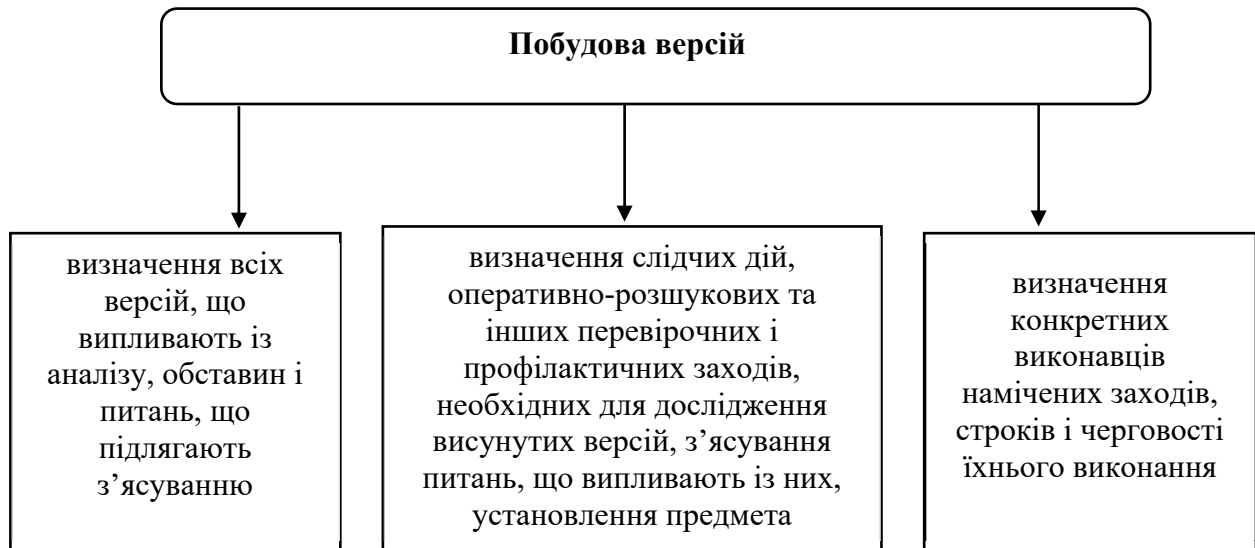 Побудова версій
визначення всіх
версій, що
випливають із
аналізу, обставин і
питань, що
підлягають
з’ясуванню
визначення слідчих дій,
оперативно-розшукових та
інших перевірочних і
профілактичних заходів,
необхідних для дослідження
висунутих версій, з’ясування
питань, що випливають із них,
установлення предмета
визначення
конкретних
виконавців
намічених заходів,
строків і черговості
їхнього виконання